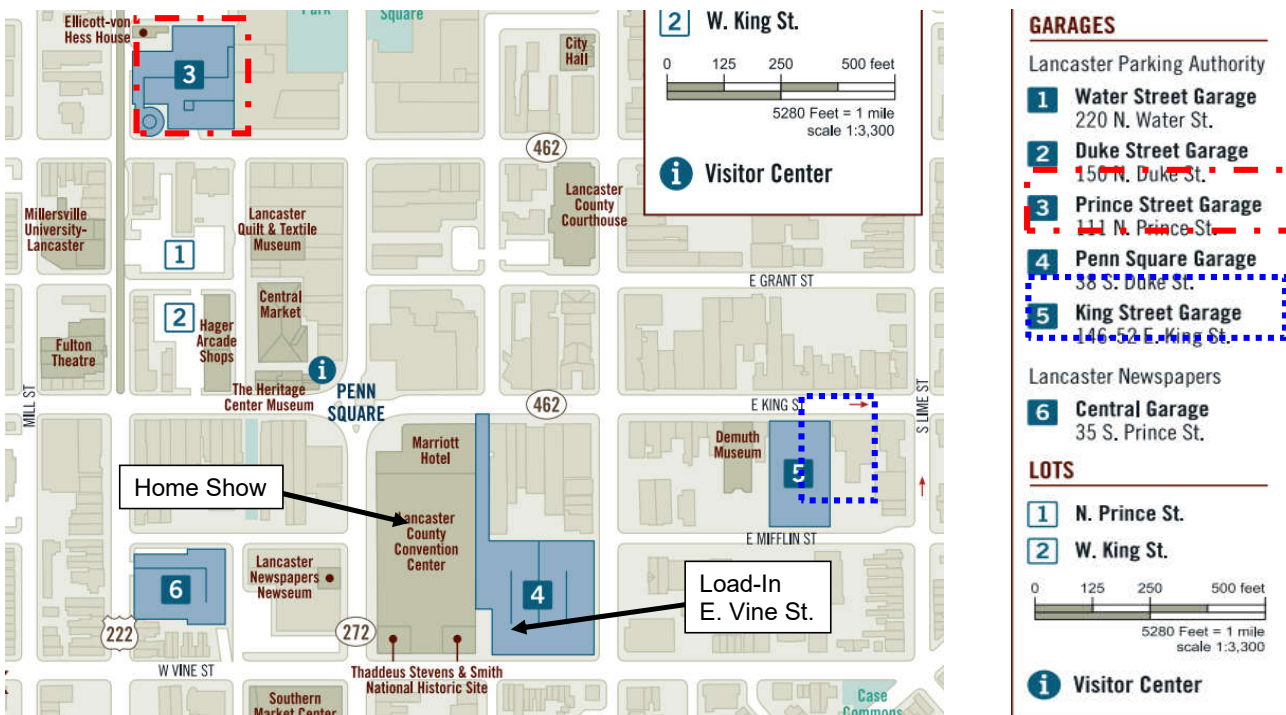 Ellicott-von
Hess House
3
Park
Square
City
Hall
2 W. King St.
0 125 250 500 feet
5280 Feet = 1 mile
scale 1:3,300
i Visitor Center
462
Millersville
University-
Lancaster
1
Lancaster
Quilt & Textile
Museum
Lancaster
County
Courthouse
E GRANT ST
2
Hager
Arcade
Shops
Central
Market
Fulton
Theatre
i
The Heritage
Center Museum
PENN
SQUARE
MILL ST
462
E KING ST
S LIME ST
Marriott
Hotel
Demuth
Museum
5
Home Show
Lancaster
County
Convention
Center
E MIFFLIN ST
6
Lancaster
Newspapers
Newseum
4
Load-In
E. Vine St.
222
272
W VINE ST
Thaddeus Stevens & Smith
National Historic Site
Southern
Market Center
Case
Commons
GARAGES
Lancaster Parking Authority
1 Water Street Garage
220 N. Water St.
2 Duke Street Garage
150 N. Duke St.
3 Prince Street Garage
111 N. Prince St.
4 Penn Square Garage
38 S. Duke St.
5 King Street Garage
146-52 E. King St.
Lancaster Newspapers
6 Central Garage
35 S. Prince St.
LOTS
1 N. Prince St.
2 W. King St.
0 125 250 500 feet
5280 Feet = 1 mile
scale 1:3,300
i Visitor Center